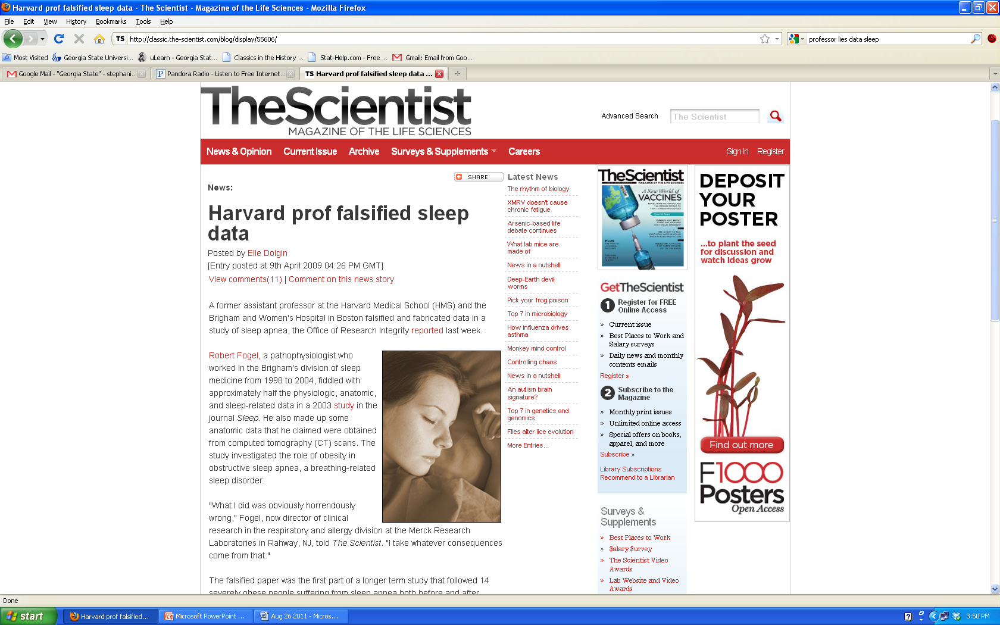 Harvard prof falsified sleep data - The Scientist - Magazine of the Life Sciences - Mozilla Firefox
File Edit View History Bookmarks Tools Help
TS http://classic.the-scientist.com/blog/display/55606/
professor lies data sleep
Most Visited Georgia State Universi... uLearn - Georgia Stat... Classics in the History ... Stat-Help.com - Free ... Gmail: Email from Goo...
Google Mail - "Georgia State" - stephani... Pandora Radio - Listen to Free Internet... TS Harvard prof falsified sleep data ...
TheScientist
MAGAZINE OF THE LIFE SCIENCES
Advanced Search The Scientist
News & Opinion Current Issue Archive Surveys & Supplements Careers Sign In Register
SHARE
News:
Harvard prof falsified sleep
data
Posted by Elie Dolgin
[Entry posted at 9th April 2009 04:26 PM GMT]
View comments(11) | Comment on this news story
A former assistant professor at the Harvard Medical School (HMS) and the
Brigham and Women's Hospital in Boston falsified and fabricated data in a
study of sleep apnea, the Office of Research Integrity reported last week.
Robert Fogel, a pathophysiologist who
worked in the Brigham's division of sleep
medicine from 1998 to 2004, fiddled with
approximately half the physiologic, anatomic,
and sleep-related data in a 2003 study in the
journal Sleep. He also made up some
anatomic data that he claimed were obtained
from computed tomography (CT) scans. The
study investigated the role of obesity in
obstructive sleep apnea, a breathing-related
sleep disorder.
"What I did was obviously horrendously
wrong," Fogel, now director of clinical
research in the respiratory and allergy division at the Merck Research
Laboratories in Rahway, NJ, told The Scientist. "I take whatever consequences
come from that."
The falsified paper was the first part of a longer term study that followed 14
severely obese people suffering from sleep apnea both before and after
Latest News
The rhythm of biology
XMRV doesn't cause
chronic fatigue
Arsenic-based life
debate continues
What lab mice are
made of
News in a nutshell
Deep-Earth devil
worms
Pick your frog poison
Top 7 in microbiology
How influenza drives
asthma
Monkey mind control
Controlling chaos
News in a nutshell
An autism brain
signature?
Top 7 in genetics and
genomics
Flies alter lice evolution
More Entries...
TheScientist
MAGAZINE OF THE LIFE SCIENCES
A New World of
VACCINES
Special Issue
PLUS
GetTheScientist
1 Register for FREE
Online Access
» Current issue
» Best Places to Work and
Salary surveys
» Daily news and monthly
contents emails
Register »
2 Subscribe to the
Magazine
» Monthly print issues
» Unlimited online access
» Special offers on books,
apparel, and more
Subscribe »
Library Subscriptions
Recommend to a Librarian
Surveys &
Supplements
» Best Places to Work
» $alary $urvey
» The Scientist Video
Awards
» Lab Website and Video
Awards
DEPOSIT
YOUR
POSTER
...to plant the seed
for discussion and
watch ideas grow
Find out more
F1000
Posters
Open Access
Done
start Harvard prof falsified... Microsoft PowerPoint ... Aug 26 2011 - Micros... 3:50 PM